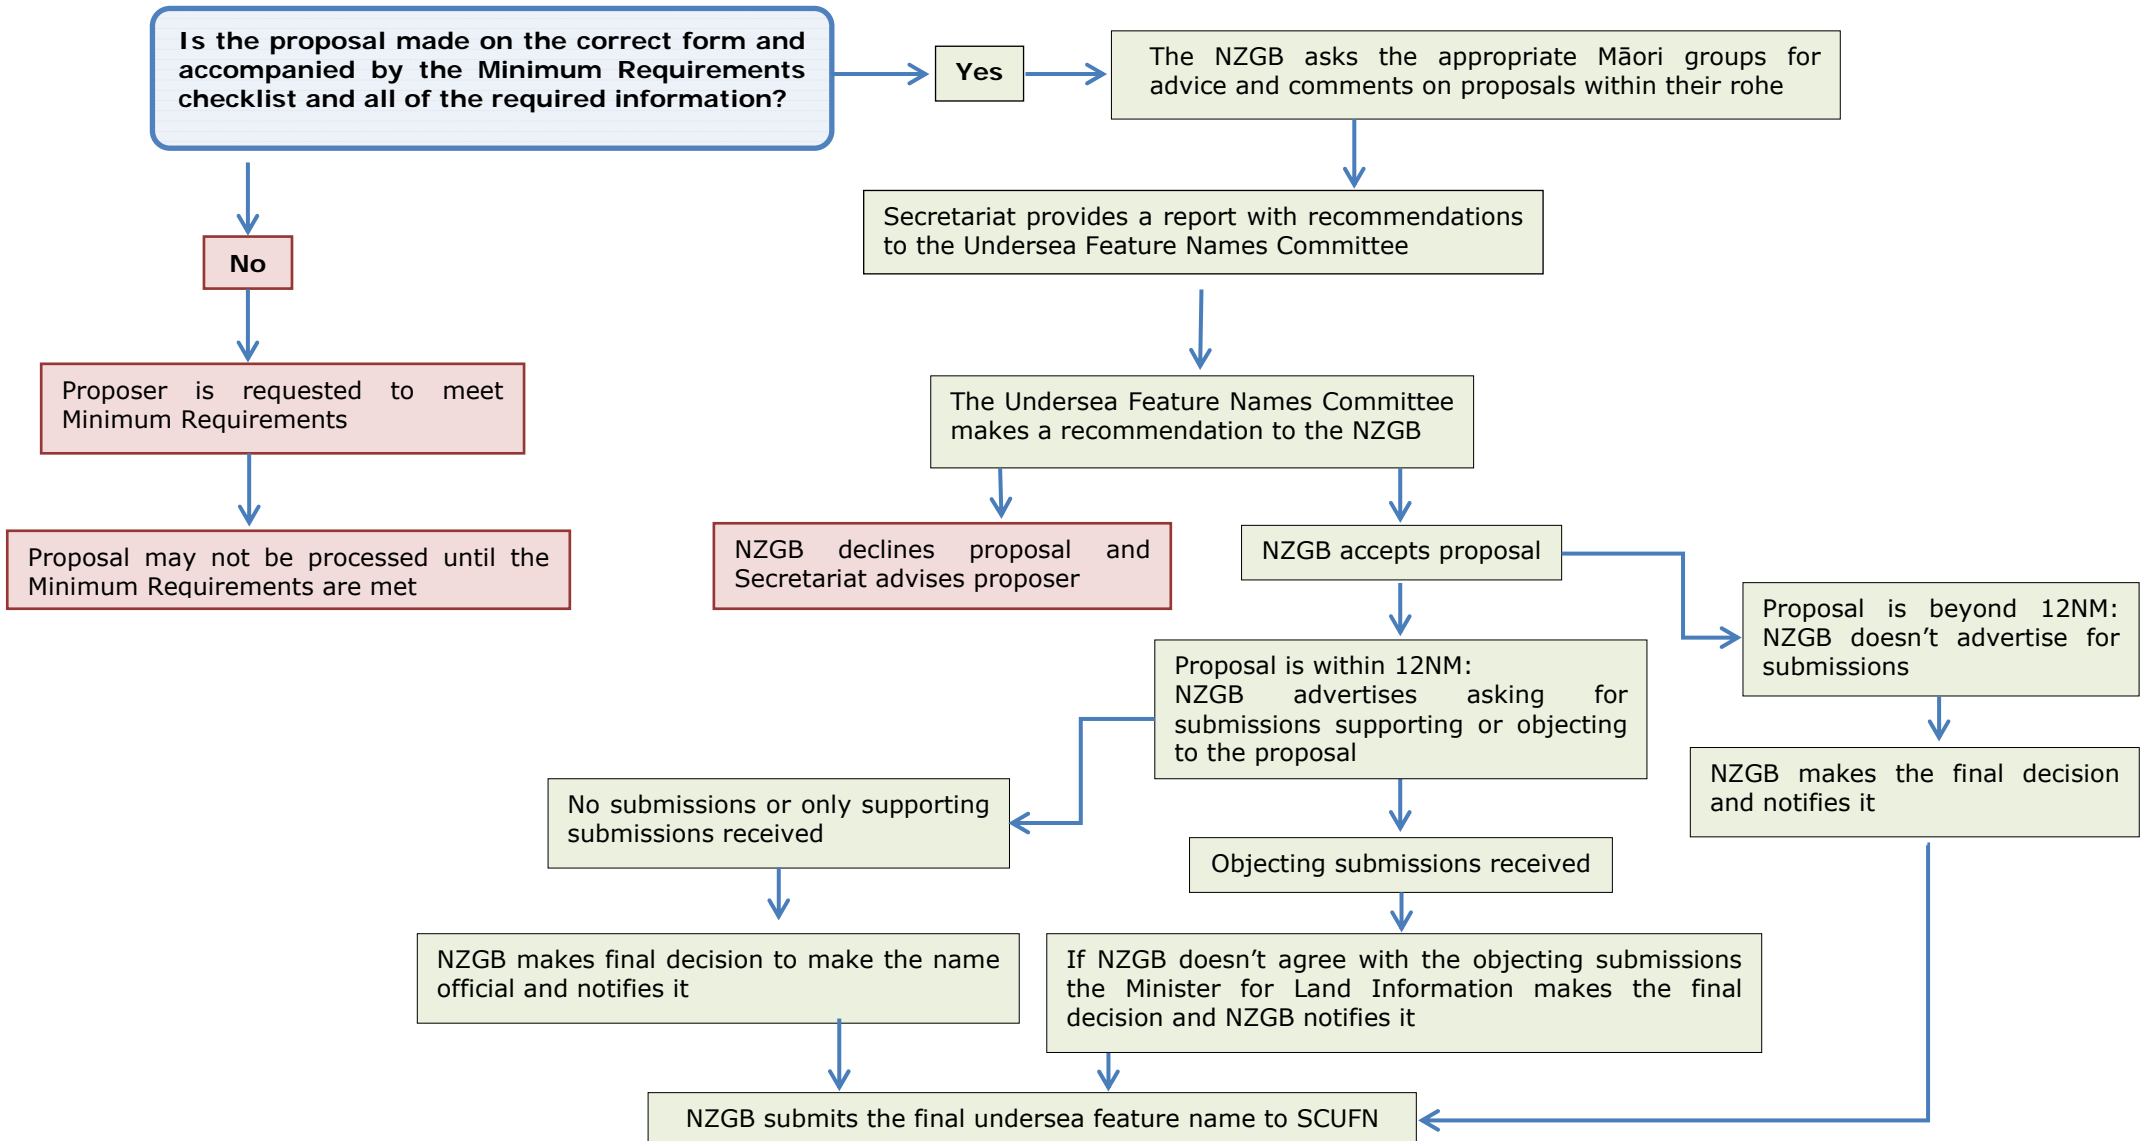 Is the proposal made on the correct form and
accompanied by the Minimum Requirements
checklist and all of the required information?
Yes
The NZGB asks the appropriate Māori groups for
advice and comments on proposals within their rohe
Secretariat provides a report with recommendations
to the Undersea Feature Names Committee
No
Proposer is requested to meet
Minimum Requirements
The Undersea Feature Names Committee
makes a recommendation to the NZGB
Proposal may not be processed until the
Minimum Requirements are met
NZGB declines proposal and
Secretariat advises proposer
NZGB accepts proposal
Proposal is beyond 12NM:
NZGB doesn’t advertise for
submissions
Proposal is within 12NM:
NZGB advertises asking for
submissions supporting or objecting
to the proposal
NZGB makes the final decision
and notifies it
No submissions or only supporting
submissions received
Objecting submissions received
NZGB makes final decision to make the name
official and notifies it
If NZGB doesn’t agree with the objecting submissions
the Minister for Land Information makes the final
decision and NZGB notifies it
NZGB submits the final undersea feature name to SCUFN